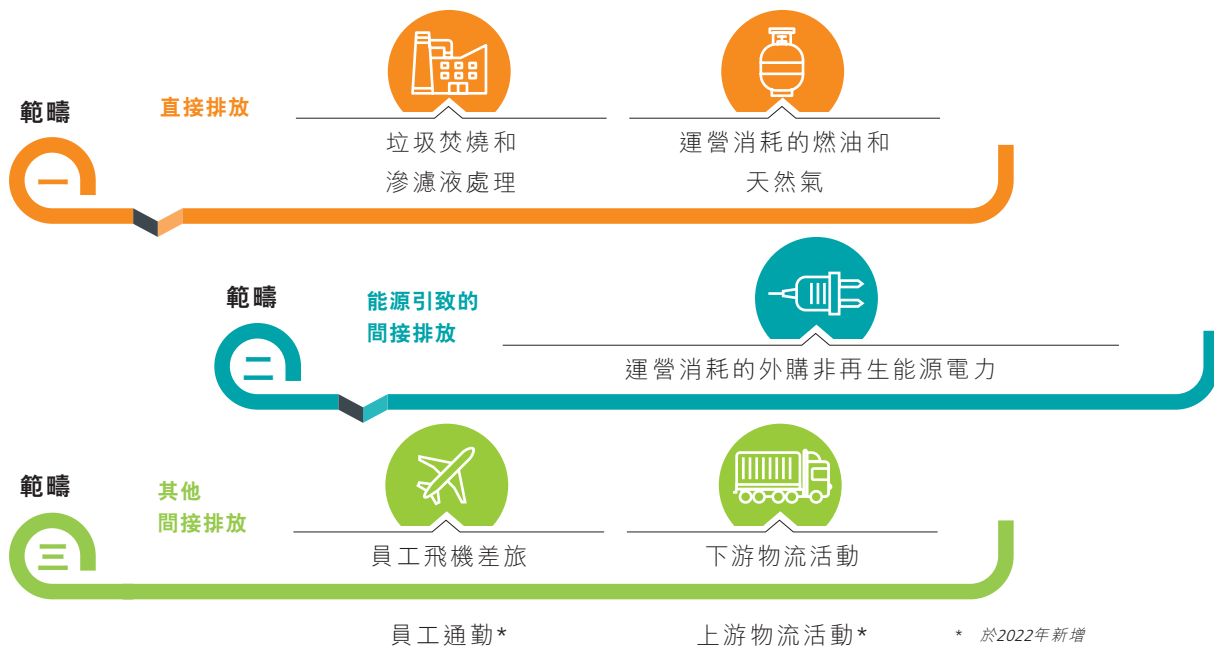 範疇
一
直接排放
垃圾焚燒和
滲濾液處理
運營消耗的燃油和
天然氣
範疇
二
能源引致的
間接排放
運營消耗的外購非再生能源電力
範疇
三
其他
間接排放
員工飛機差旅
下游物流活動
員工通勤*
上游物流活動*
* 於2022年新增